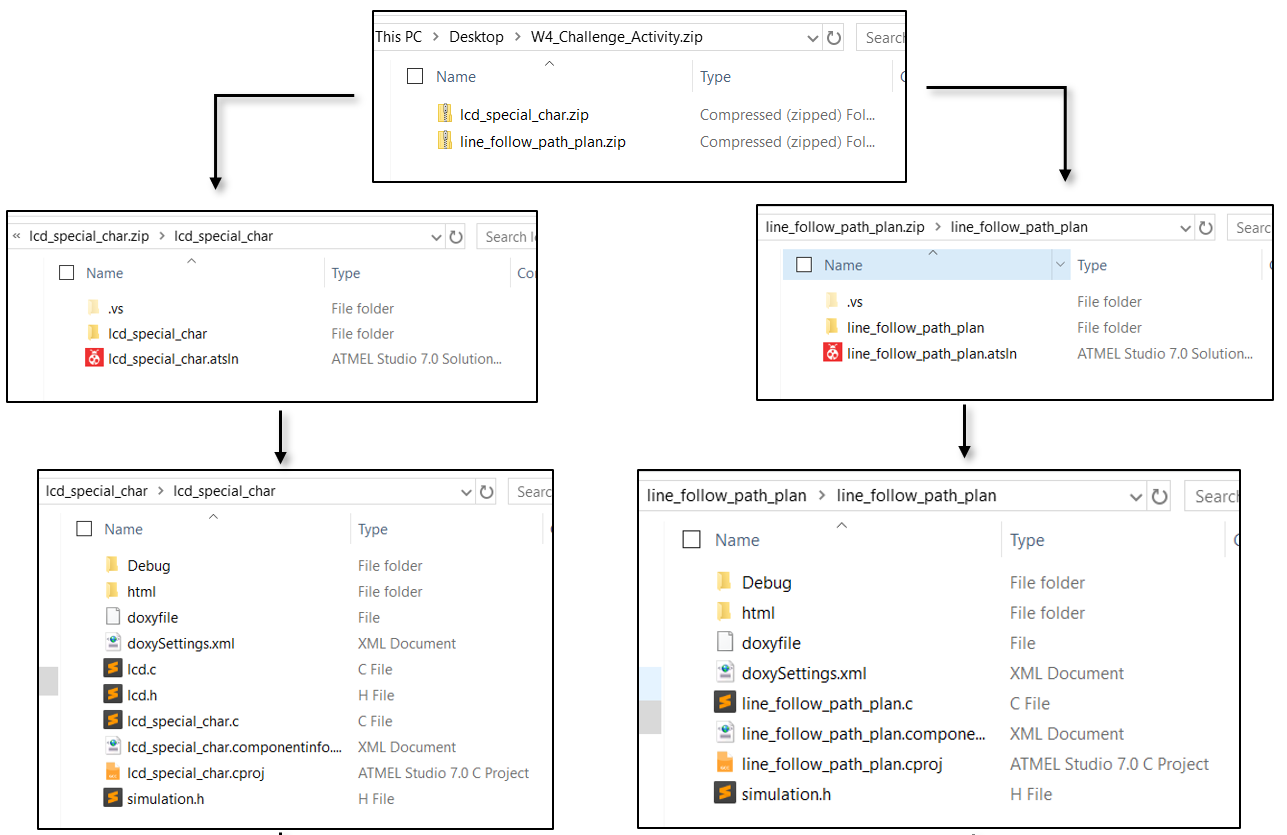 This PC > Desktop > W4_Challenge_Activity.zip Search
Name Type C
lcd_special_char.zip Compressed (zipped) Fol...
line_follow_path_plan.zip Compressed (zipped) Fol...
« lcd_special_char.zip > lcd_special_char Search l
Name Type Co
.vs File folder
lcd_special_char File folder
lcd_special_char.atsln ATMEL Studio 7.0 Solution...
line_follow_path_plan.zip > line_follow_path_plan Searc
Name Type
.vs File folder
line_follow_path_plan File folder
line_follow_path_plan.atsln ATMEL Studio 7.0 Solution...
lcd_special_char > lcd_special_char Searc
Name Type
Debug File folder
html File folder
doxyfile File
doxySettings.xml XML Document
lcd.c C File
lcd.h H File
lcd_special_char.c C File
lcd_special_char.componentinfo.... XML Document
lcd_special_char.cproj ATMEL Studio 7.0 C Project
simulation.h H File
line_follow_path_plan > line_follow_path_plan Search
Name Type
Debug File folder
html File folder
doxyfile File
doxySettings.xml XML Document
line_follow_path_plan.c C File
line_follow_path_plan.compone... XML Document
line_follow_path_plan.cproj ATMEL Studio 7.0 C Project
simulation.h H File